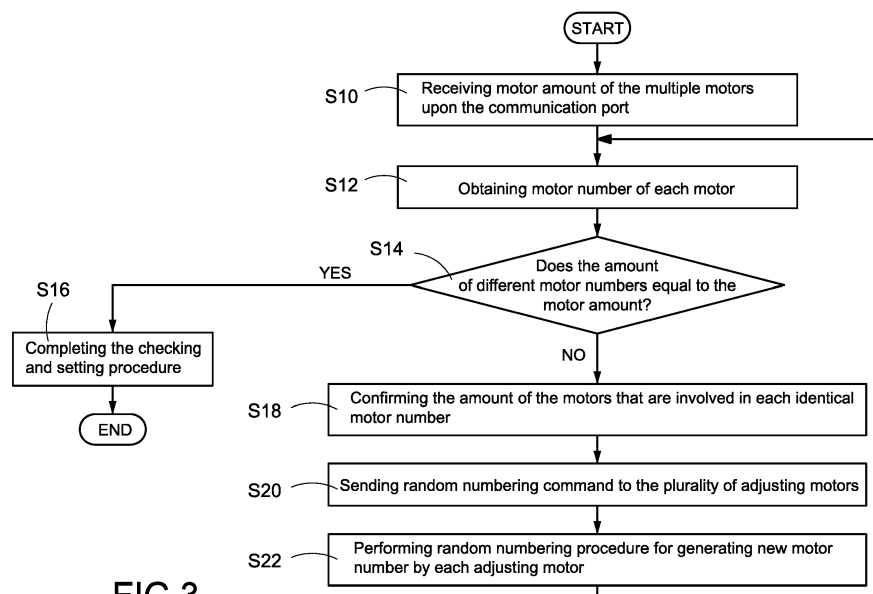 START
S10
Receiving motor amount of the multiple motors
upon the communication port
S12
Obtaining motor number of each motor
S14
Does the amount
of different motor numbers equal to the
motor amount?
YES
S16
Completing the checking
and setting procedure
END
NO
S18
Confirming the amount of the motors that are involved in each identical
motor number
S20
Sending random numbering command to the plurality of adjusting motors
S22
Performing random numbering procedure for generating new motor
number by each adjusting motor
FIG 3